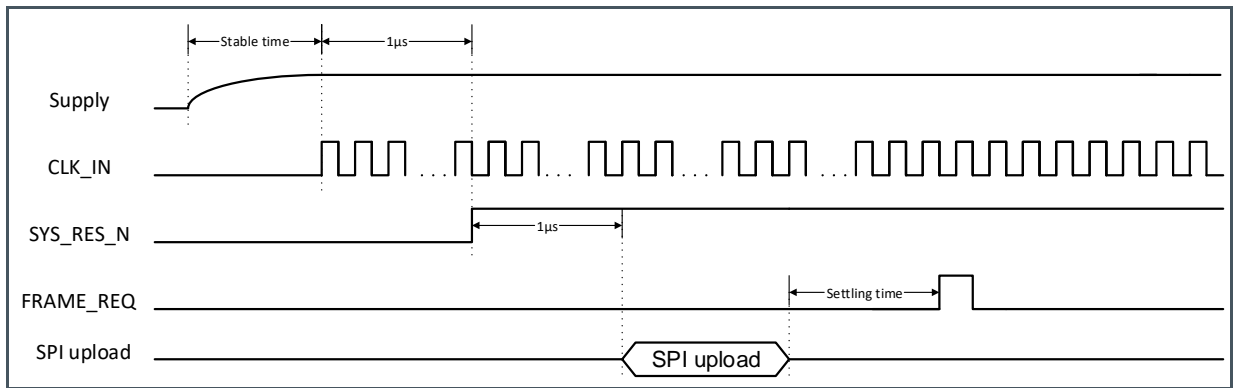 Stable time 1µs
Supply
CLK_IN
. . . . . . . . . . . .
SYS_RES_N 1µs
FRAME_REQ Settling time
SPI upload SPI upload